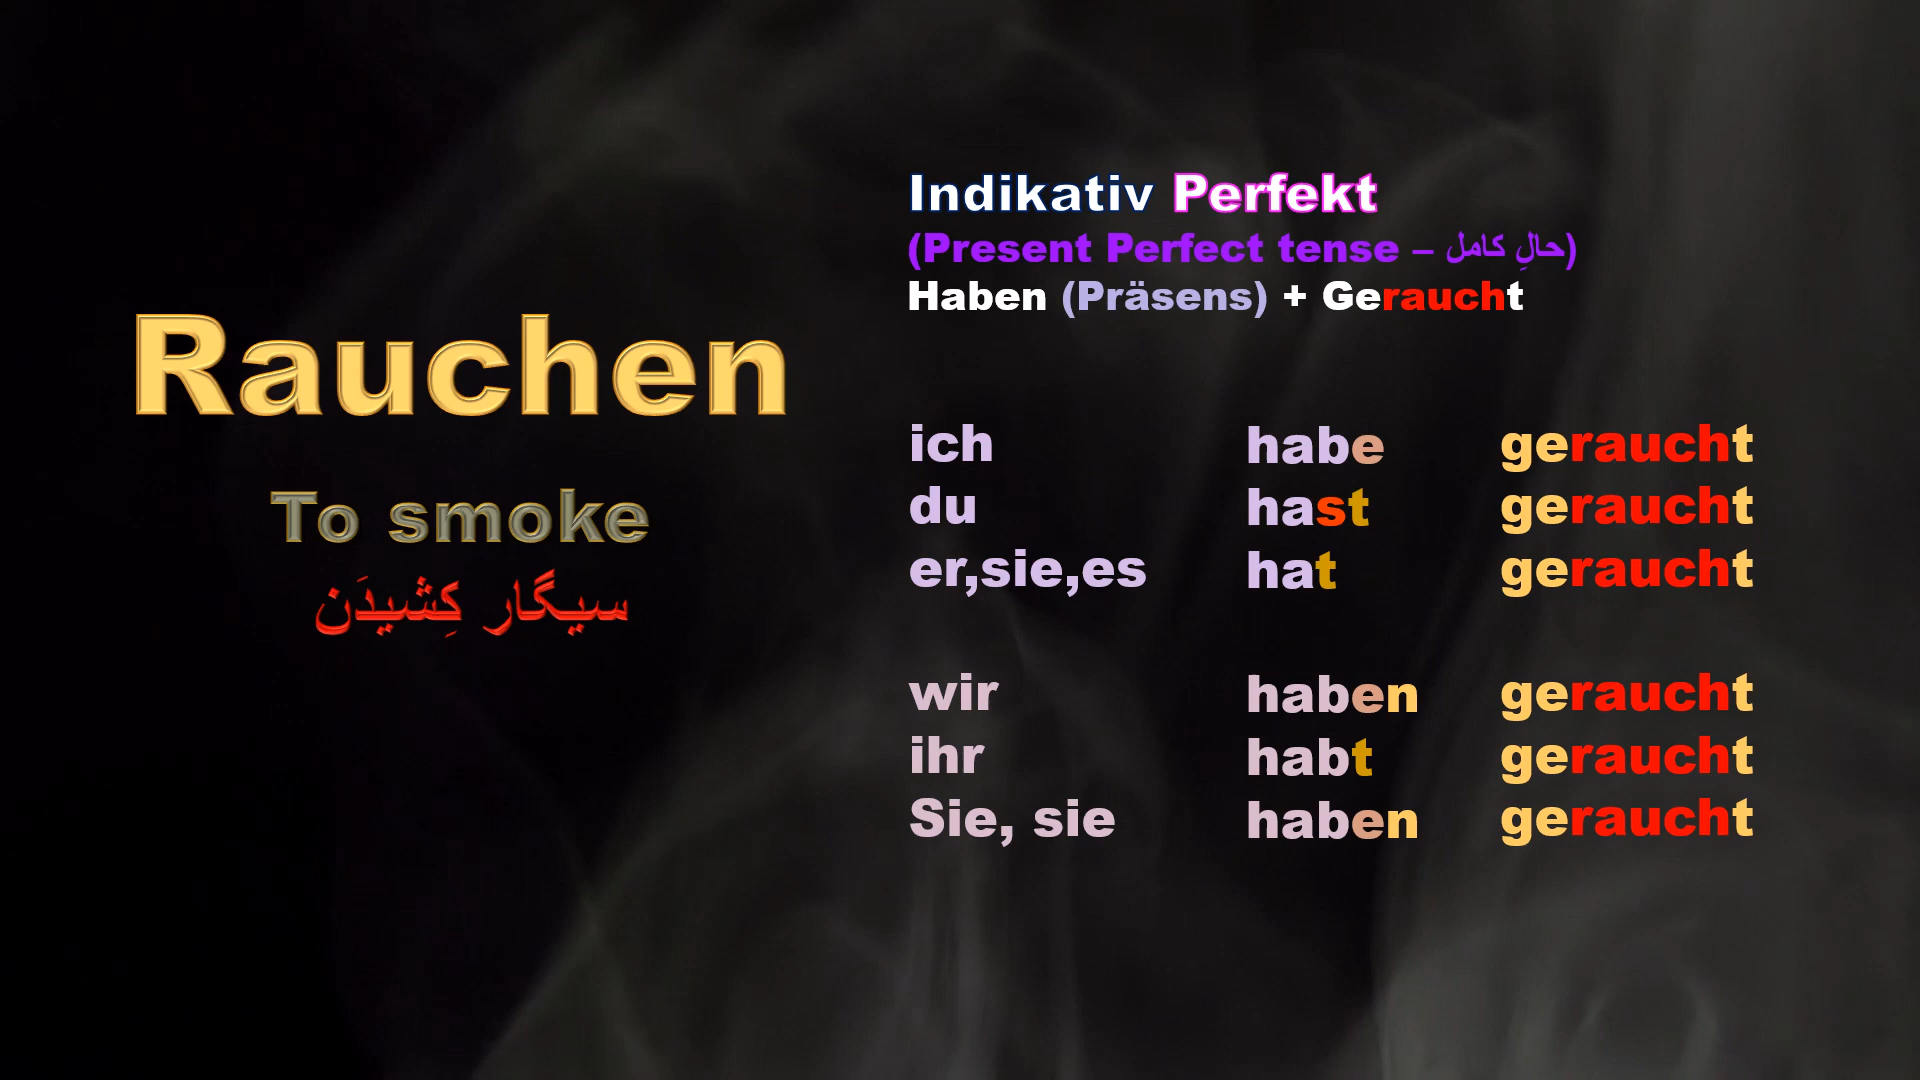 Rauchen
To smoke
سیگار کِشیدَن
Indikativ Perfekt
(Present Perfect tense – حالِ کامل)
Haben (Präsens) + Geraucht
ich habe geraucht
du hast geraucht
er,sie,es hat geraucht
wir haben geraucht
ihr habt geraucht
Sie, sie haben geraucht